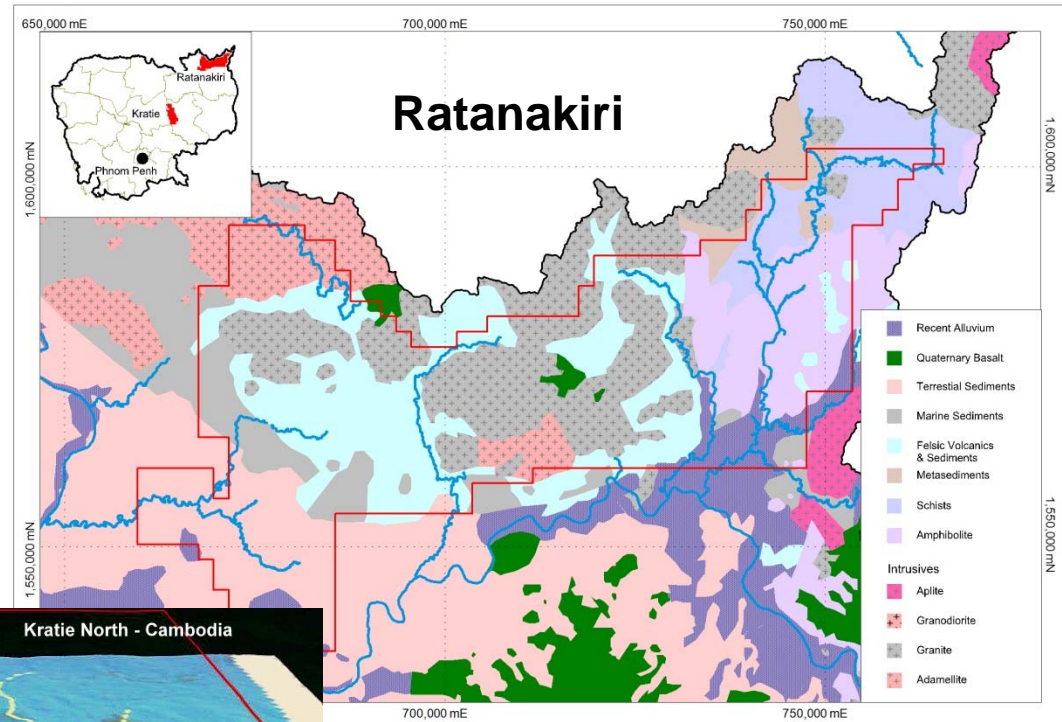 650,000 mE
700,000 mE
750,000 mE
Ratanakiri
Kratie
Phnom Penh
Ratanakiri
1,600,000 mN
1,600,000 mN
1,550,000 mN
1,550,000 mN
Recent Alluvium
Quaternary Basalt
Terrestial Sediments
Marine Sediments
Felsic Volcanics
& Sediments
Metasediments
Schists
Amphibolite
Intrusives
Aplite
Granodiorite
Granite
Adamellite
Kratie North - Cambodia
700,000 mE
750,000 mE